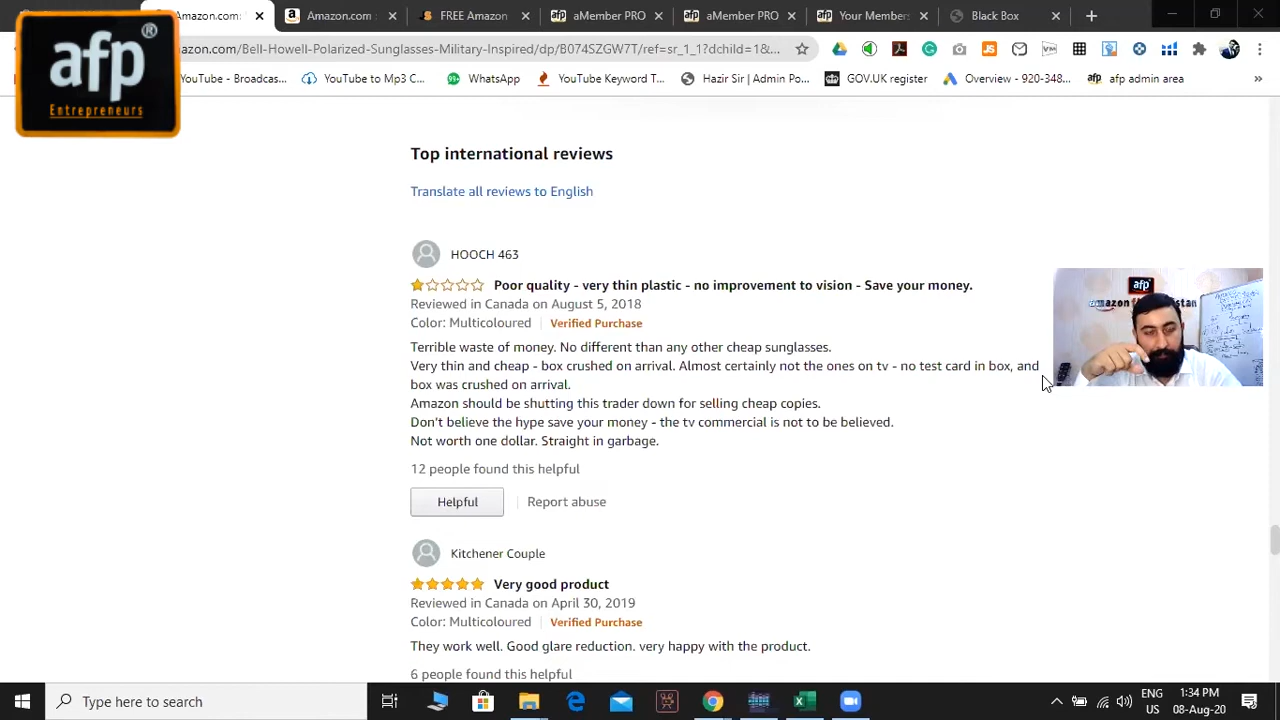 Amazon.com:
Amazon.com :
FREE Amazon
aMember PRO
aMember PRO
Your Members
Black Box
afp®
Entrepreneurs
azon.com/Bell-Howell-Polarized-Sunglasses-Military-Inspired/dp/B074SZGW7T/ref=sr_1_1?dchild=1&...
YouTube - Broadcas...
YouTube to Mp3 C...
WhatsApp
YouTube Keyword T...
Hazir Sir | Admin Po...
GOV.UK register
Overview - 920-348...
afp admin area
»
Top international reviews
Translate all reviews to English
HOOCH 463
Poor quality - very thin plastic - no improvement to vision - Save your money.
Reviewed in Canada on August 5, 2018
Color: Multicoloured | Verified Purchase
Terrible waste of money. No different than any other cheap sunglasses.
Very thin and cheap - box crushed on arrival. Almost certainly not the ones on tv - no test card in box, and
box was crushed on arrival.
Amazon should be shutting this trader down for selling cheap copies.
Don't believe the hype save your money - the tv commercial is not to be believed.
Not worth one dollar. Straight in garbage.
12 people found this helpful
Helpful | Report abuse
afp
Kitchener Couple
Very good product
Reviewed in Canada on April 30, 2019
Color: Multicoloured | Verified Purchase
They work well. Good glare reduction. very happy with the product.
6 people found this helpful
Type here to search
ENG
US
1:34 PM
08-Aug-20